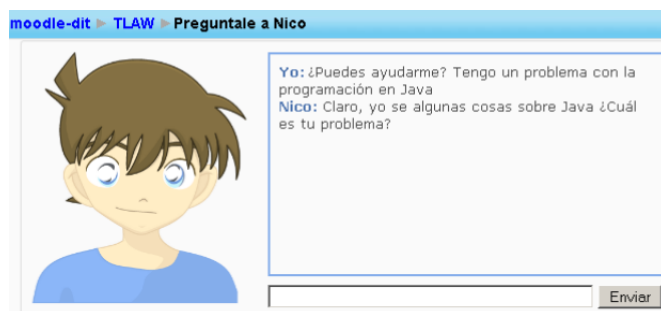 moodle-dit ► TLAW ► Preguntale a Nico
Yo: ¿Puedes ayudarme? Tengo un problema con la
programación en Java
Nico: Claro, yo se algunas cosas sobre Java ¿Cuál
es tu problema?
Enviar